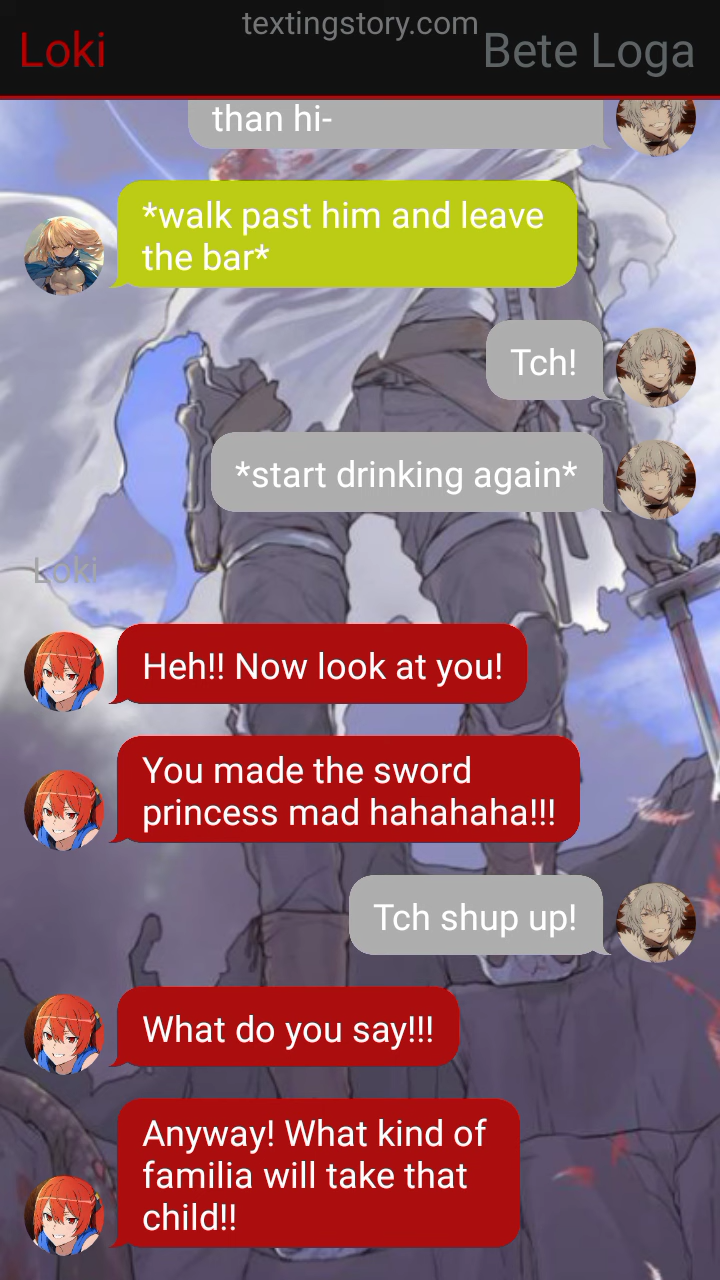 textingstory.com
Loki
Bete Loga
than hi-
*walk past him and leave
the bar*
Tch!
*start drinking again*
Loki
Heh!! Now look at you!
You made the sword
princess mad hahahaha!!!
Tch shup up!
What do you say!!!
Anyway! What kind of
familia will take that
child!!